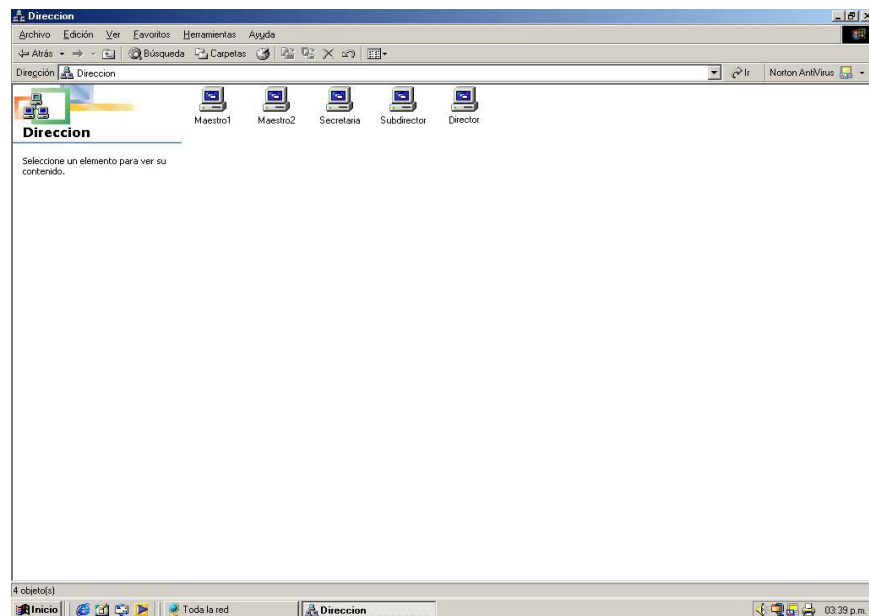 Direccion
Archivo Edición Ver Favoritos Herramientas Ayuda
Atrás Búsqueda Carpetas
Dirección Direccion Ir Norton AntiVirus
Maestro1 Maestro2 Secretaria Subdirector Director
Direccion
Seleccione un elemento para ver su
contenido.
4 objeto(s)
Inicio Toda la red Direccion 03:39 p.m.